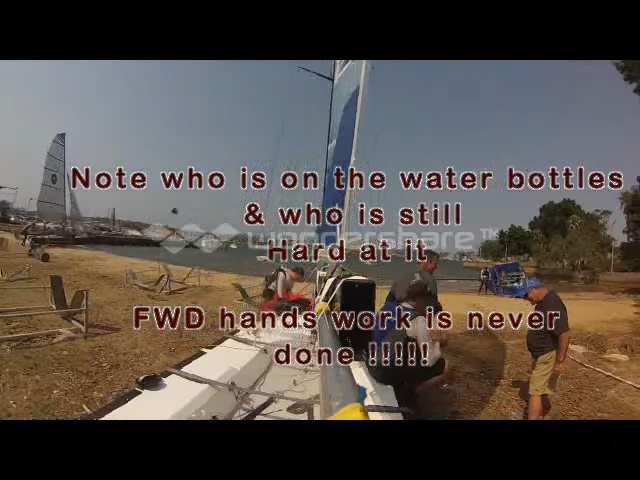 Note who is on the water bottles
& who is still
wondershare™
Hard at it
FWD hands work is never
done !!!!!